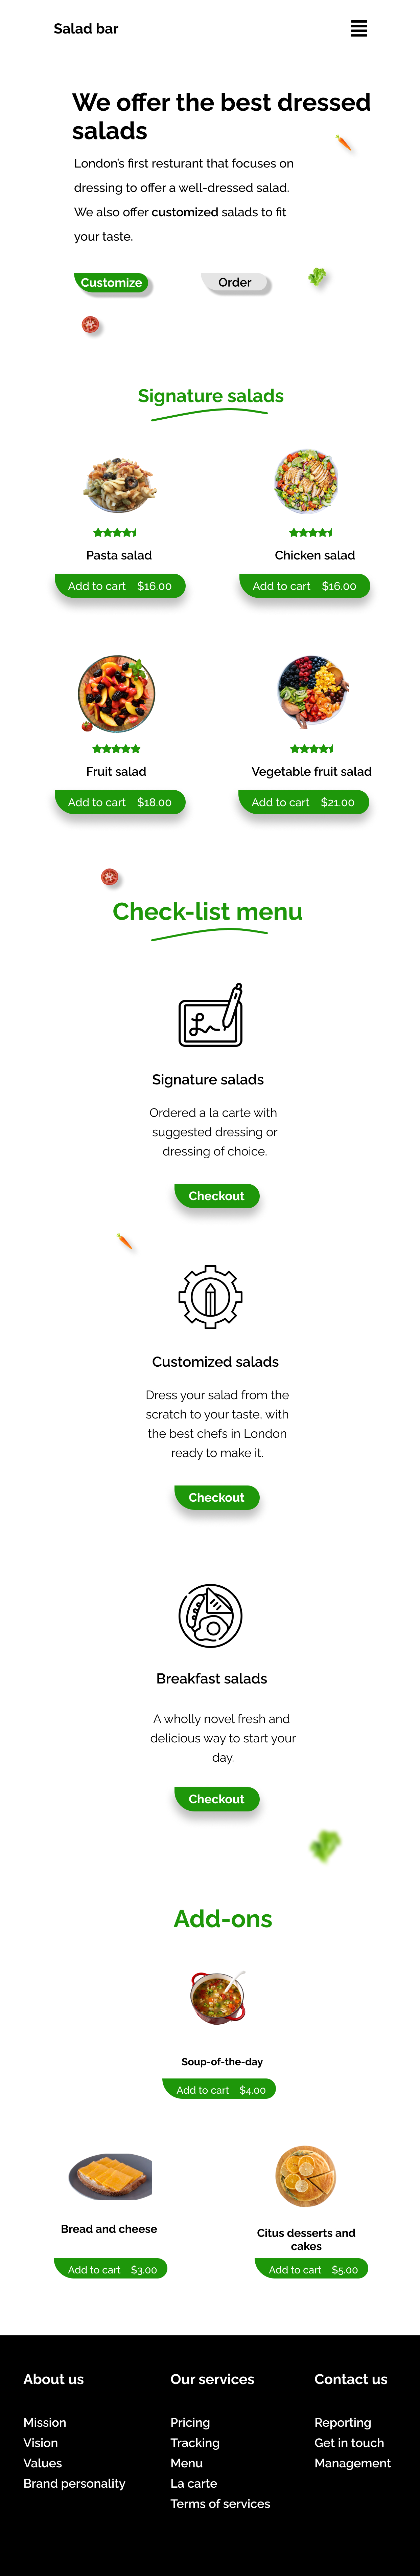 Salad bar
We offer the best dressed
salads
London's first resturant that focuses on
dressing to offer a well-dressed salad.
We also offer customized salads to fit
your taste.
Customize
Order
Signature salads
Pasta salad
Chicken salad
Add to cart $16.00
Add to cart $16.00
Fruit salad
Vegetable fruit salad
Add to cart $18.00
Add to cart $21.00
Check-list menu
Signature salads
Ordered a la carte with
suggested dressing or
dressing of choice.
Checkout
Customized salads
Dress your salad from the
scratch to your taste, with
the best chefs in London
ready to make it.
Checkout
Breakfast salads
A wholly novel fresh and
delicious way to start your
day.
Checkout
Add-ons
Soup-of-the-day
Add to cart $4.00
Bread and cheese
Citus desserts and
cakes
Add to cart $3.00
Add to cart $5.00
About us
Mission
Vision
Values
Brand personality
Our services
Pricing
Tracking
Menu
La carte
Terms of services
Contact us
Reporting
Get in touch
Management